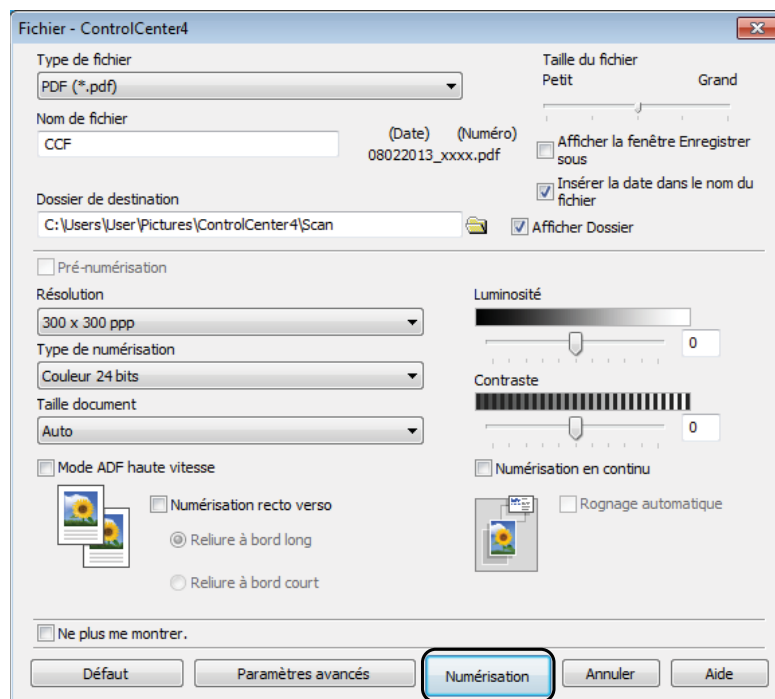 Fichier - ControlCenter4
Type de fichier
PDF (*.pdf)
Taille du fichier
Petit Grand
Nom de fichier
CCF
(Date) (Numéro)
08022013_xxxx.pdf
Afficher la fenêtre Enregistrer
sous
Insérer la date dans le nom du
fichier
Dossier de destination
C:\Users\User\Pictures\ControlCenter4\Scan
Afficher Dossier
Pré-numérisation
Résolution
300 x 300 ppp
Type de numérisation
Couleur 24 bits
Taille document
Auto
Luminosité
0
Contraste
0
Mode ADF haute vitesse
Numérisation recto verso
Reliure à bord long
Reliure à bord court
Numérisation en continu
Rognage automatique
Ne plus me montrer.
Défaut Paramètres avancés Numérisation Annuler Aide